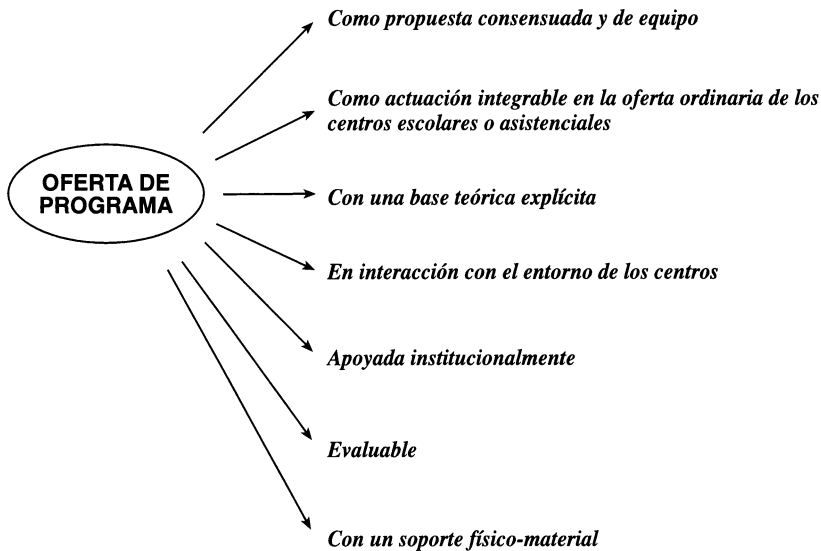 Como propuesta consensuada y de equipo
Como actuación integrable en la oferta ordinaria de los
centros escolares o asistenciales
OFERTA DE
PROGRAMA
Con una base teórica explícita
En interacción con el entorno de los centros
Apoyada institucionalmente
Evaluable
Con un soporte físico-material